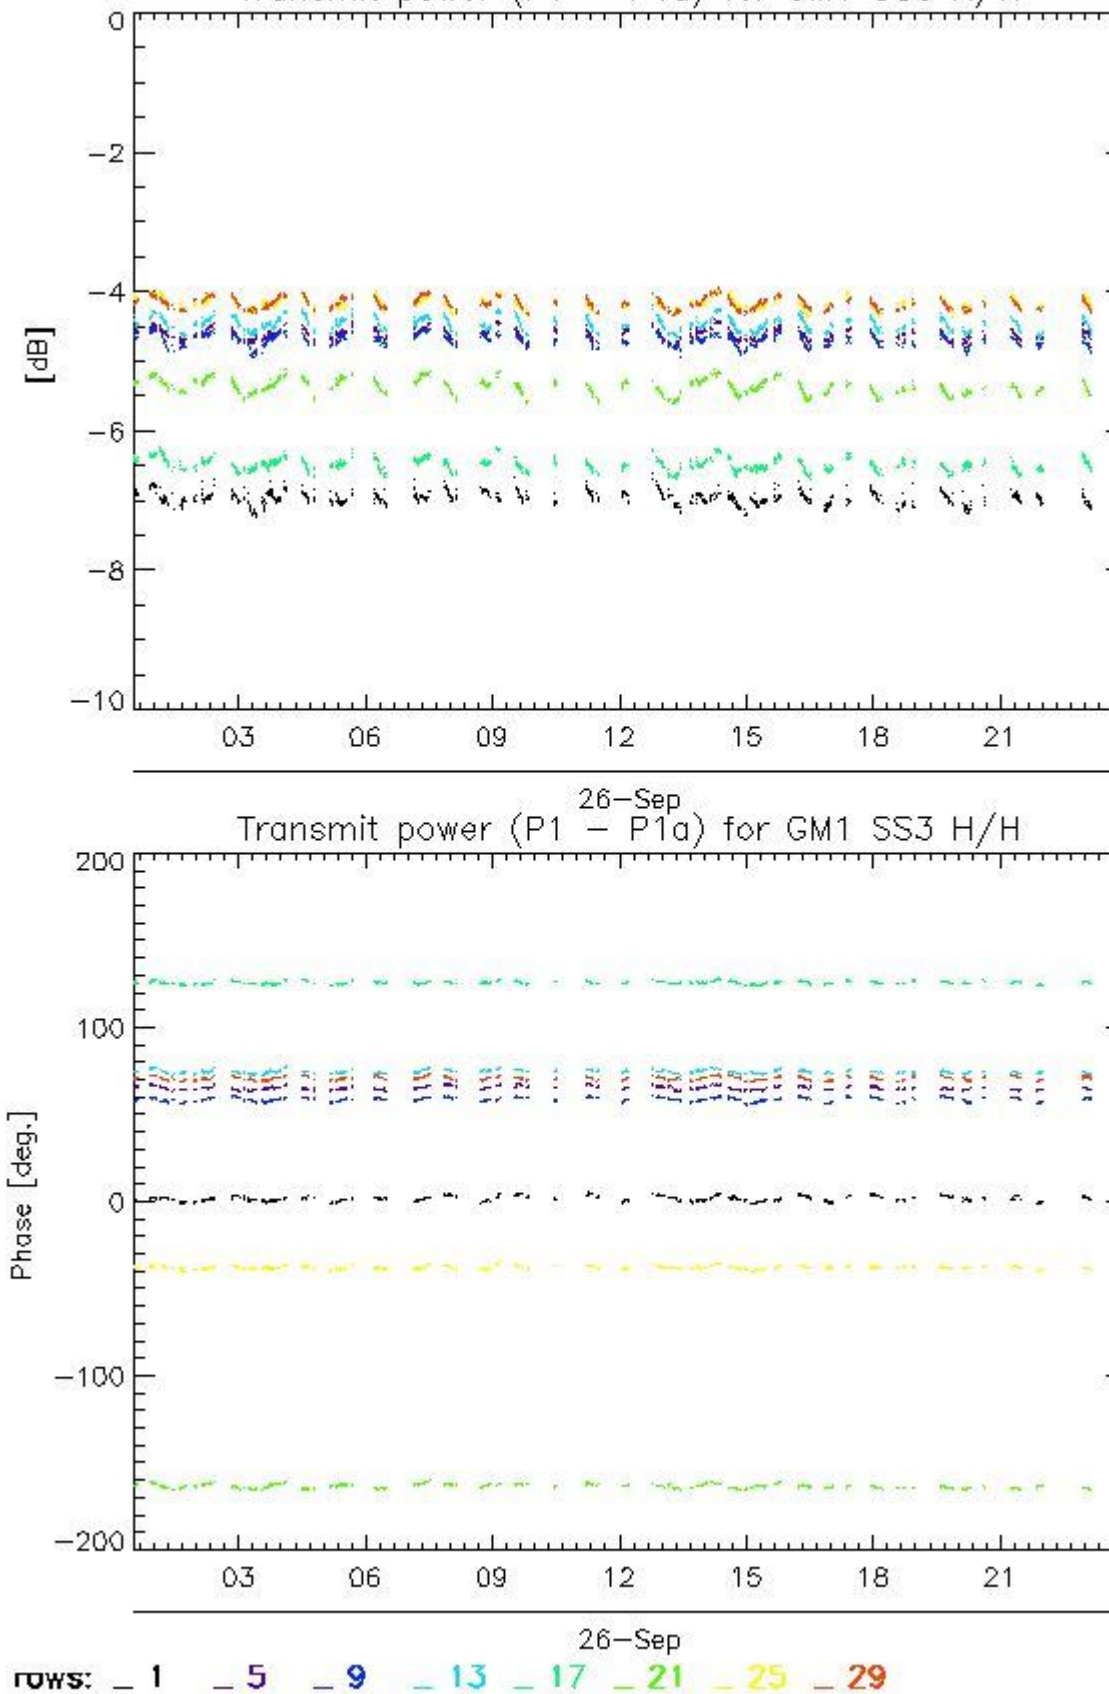 0
−2
−4
[dB]
−6
−8
−10
03 06 09 12 15 18 21
26−Sep
Transmit power (P1 − P1a) for GM1 SS3 H/H
200
100
Phase [deg.]
0
−100
−200
03 06 09 12 15 18 21
26−Sep
rows: _ 1 _ 5 _ 9 _ 13 _ 17 _ 21 _ 25 _ 29